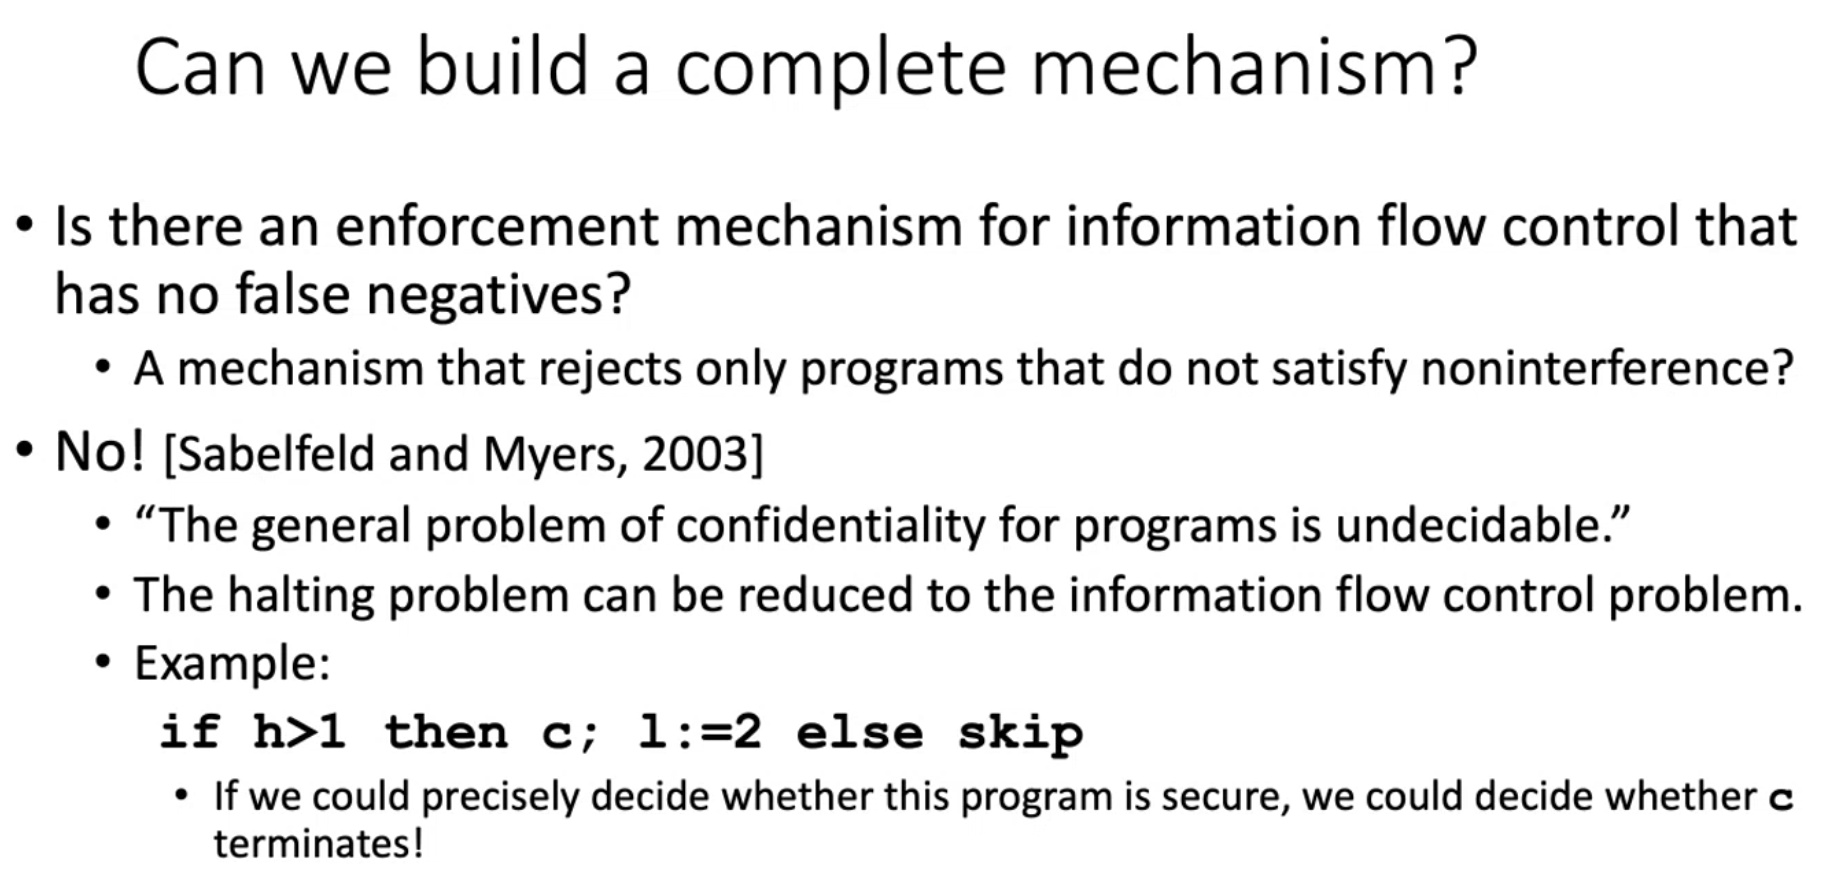 Can we build a complete mechanism?
• Is there an enforcement mechanism for information flow control that
has no false negatives?
• A mechanism that rejects only programs that do not satisfy noninterference?
• No! [Sabelfeld and Myers, 2003]
• “The general problem of confidentiality for programs is undecidable.”
• The halting problem can be reduced to the information flow control problem.
• Example:
if h>1 then c; l:=2 else skip
• If we could precisely decide whether this program is secure, we could decide whether c
terminates!